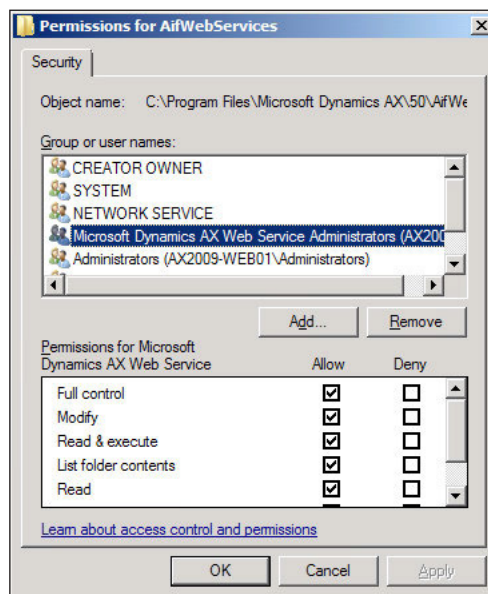 Permissions for AifWebServices
Security
Object name: C:\Program Files\Microsoft Dynamics AX\50\AifWe
Group or user names:
CREATOR OWNER
SYSTEM
NETWORK SERVICE
Microsoft Dynamics AX Web Service Administrators (AX200
Administrators (AX2009-WEB01\Administrators)
Add... Remove
Permissions for Microsoft
Dynamics AX Web Service Allow Deny
Full control
Modify
Read & execute
List folder contents
Read
Learn about access control and permissions
OK Cancel Apply